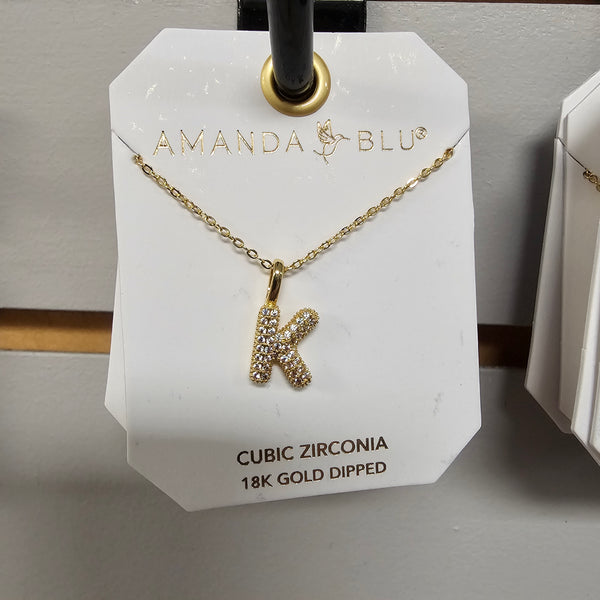 AMANDA BLU®
K
CUBIC ZIRCONIA
18K GOLD DIPPED